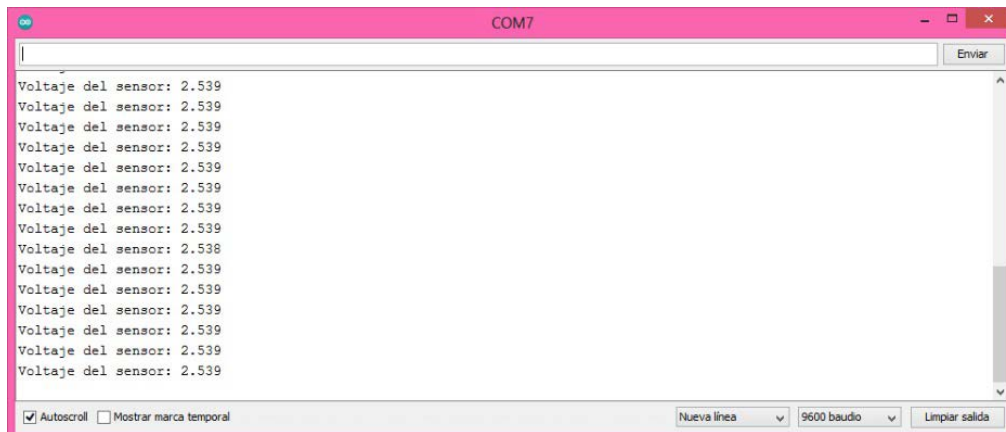 COM7
Enviar
Voltaje del sensor: 2.539
Voltaje del sensor: 2.539
Voltaje del sensor: 2.539
Voltaje del sensor: 2.539
Voltaje del sensor: 2.539
Voltaje del sensor: 2.539
Voltaje del sensor: 2.539
Voltaje del sensor: 2.539
Voltaje del sensor: 2.538
Voltaje del sensor: 2.539
Voltaje del sensor: 2.539
Voltaje del sensor: 2.539
Voltaje del sensor: 2.539
Voltaje del sensor: 2.539
Voltaje del sensor: 2.539
Autoscroll Mostrar marca temporal Nueva línea 9600 baudio Limpiar salida